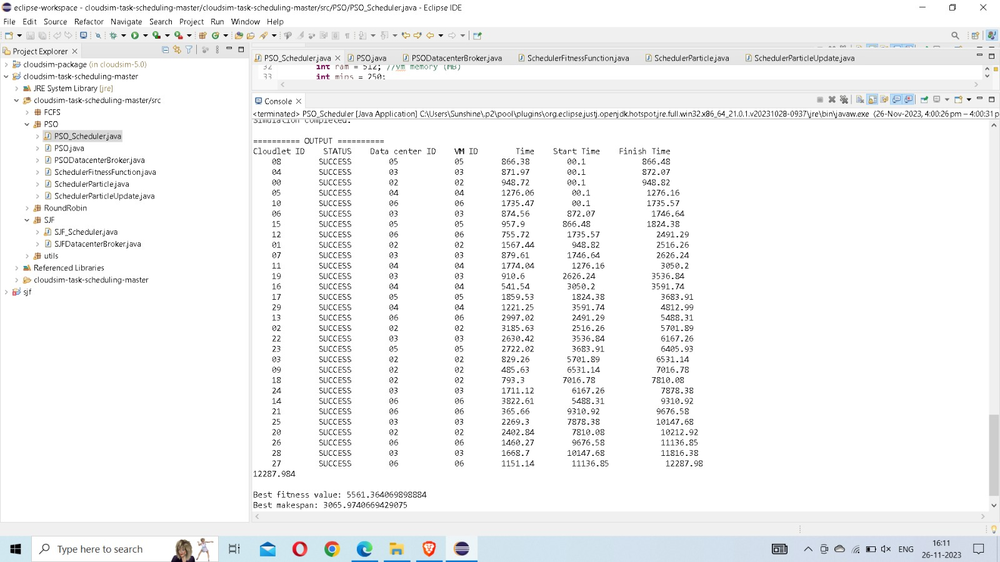 eclipse-workspace - cloudsim-task-scheduling-master/cloudsim-task-scheduling-master/src/PSO/PSO_Scheduler.java - Eclipse IDE
File Edit Source Refactor Navigate Search Project Run Window Help
Project Explorer
cloudsim-package (in cloudsim-5.0)
cloudsim-task-scheduling-master
JRE System Library [jre]
cloudsim-task-scheduling-master/src
FCFS
PSO
PSO_Scheduler.java
PSO.java
PSODatacenterBroker.java
SchedulerFitnessFunction.java
SchedulerParticle.java
SchedulerParticleUpdate.java
RoundRobin
SJF
SJF_Scheduler.java
SJFDatacenterBroker.java
utils
Referenced Libraries
cloudsim-task-scheduling-master
sjf
PSO_Scheduler.java PSO.java PSODatacenterBroker.java SchedulerFitnessFunction.java SchedulerParticle.java SchedulerParticleUpdate.java
32 int ram = 512; //vm memory (MB)
33 int mips = 250;
Console
<terminated> PSO_Scheduler [Java Application] C:\Users\Sunshine\.p2\pool\plugins\org.eclipse.justj.openjdk.hotspot.jre.full.win32.x86_64_21.0.1.v20231028-0937\jre\bin\javaw.exe (26-Nov-2023, 4:00:26 pm – 4:00:31 p
Simulation completed.
========== OUTPUT ==========
Cloudlet ID STATUS Data center ID VM ID Time Start Time Finish Time
08 SUCCESS 05 05 866.38 00.1 866.48
04 SUCCESS 03 03 871.97 00.1 872.07
00 SUCCESS 02 02 948.72 00.1 948.82
05 SUCCESS 04 04 1276.06 00.1 1276.16
10 SUCCESS 06 06 1735.47 00.1 1735.57
06 SUCCESS 03 03 874.56 872.07 1746.64
15 SUCCESS 05 05 957.9 866.48 1824.38
12 SUCCESS 06 06 755.72 1735.57 2491.29
01 SUCCESS 02 02 1567.44 948.82 2516.26
07 SUCCESS 03 03 879.61 1746.64 2626.24
11 SUCCESS 04 04 1774.04 1276.16 3050.2
19 SUCCESS 03 03 910.6 2626.24 3536.84
16 SUCCESS 04 04 541.54 3050.2 3591.74
17 SUCCESS 05 05 1859.53 1824.38 3683.91
29 SUCCESS 04 04 1221.25 3591.74 4812.99
13 SUCCESS 06 06 2997.02 2491.29 5488.31
02 SUCCESS 02 02 3185.63 2516.26 5701.89
22 SUCCESS 03 03 2630.42 3536.84 6167.26
23 SUCCESS 05 05 2722.02 3683.91 6405.93
03 SUCCESS 02 02 829.26 5701.89 6531.14
09 SUCCESS 02 02 485.63 6531.14 7016.78
18 SUCCESS 02 02 793.3 7016.78 7810.08
24 SUCCESS 03 03 1711.12 6167.26 7878.38
14 SUCCESS 06 06 3822.61 5488.31 9310.92
21 SUCCESS 06 06 365.66 9310.92 9676.58
25 SUCCESS 03 03 2269.3 7878.38 10147.68
20 SUCCESS 02 02 2402.84 7810.08 10212.92
26 SUCCESS 06 06 1460.27 9676.58 11136.85
28 SUCCESS 03 03 1668.7 10147.68 11816.38
27 SUCCESS 06 06 1151.14 11136.85 12287.98
12287.984
Best fitness value: 5561.364069898884
Best makespan: 3065.9740669429075
Type here to search
ENG
16:11
26-11-2023